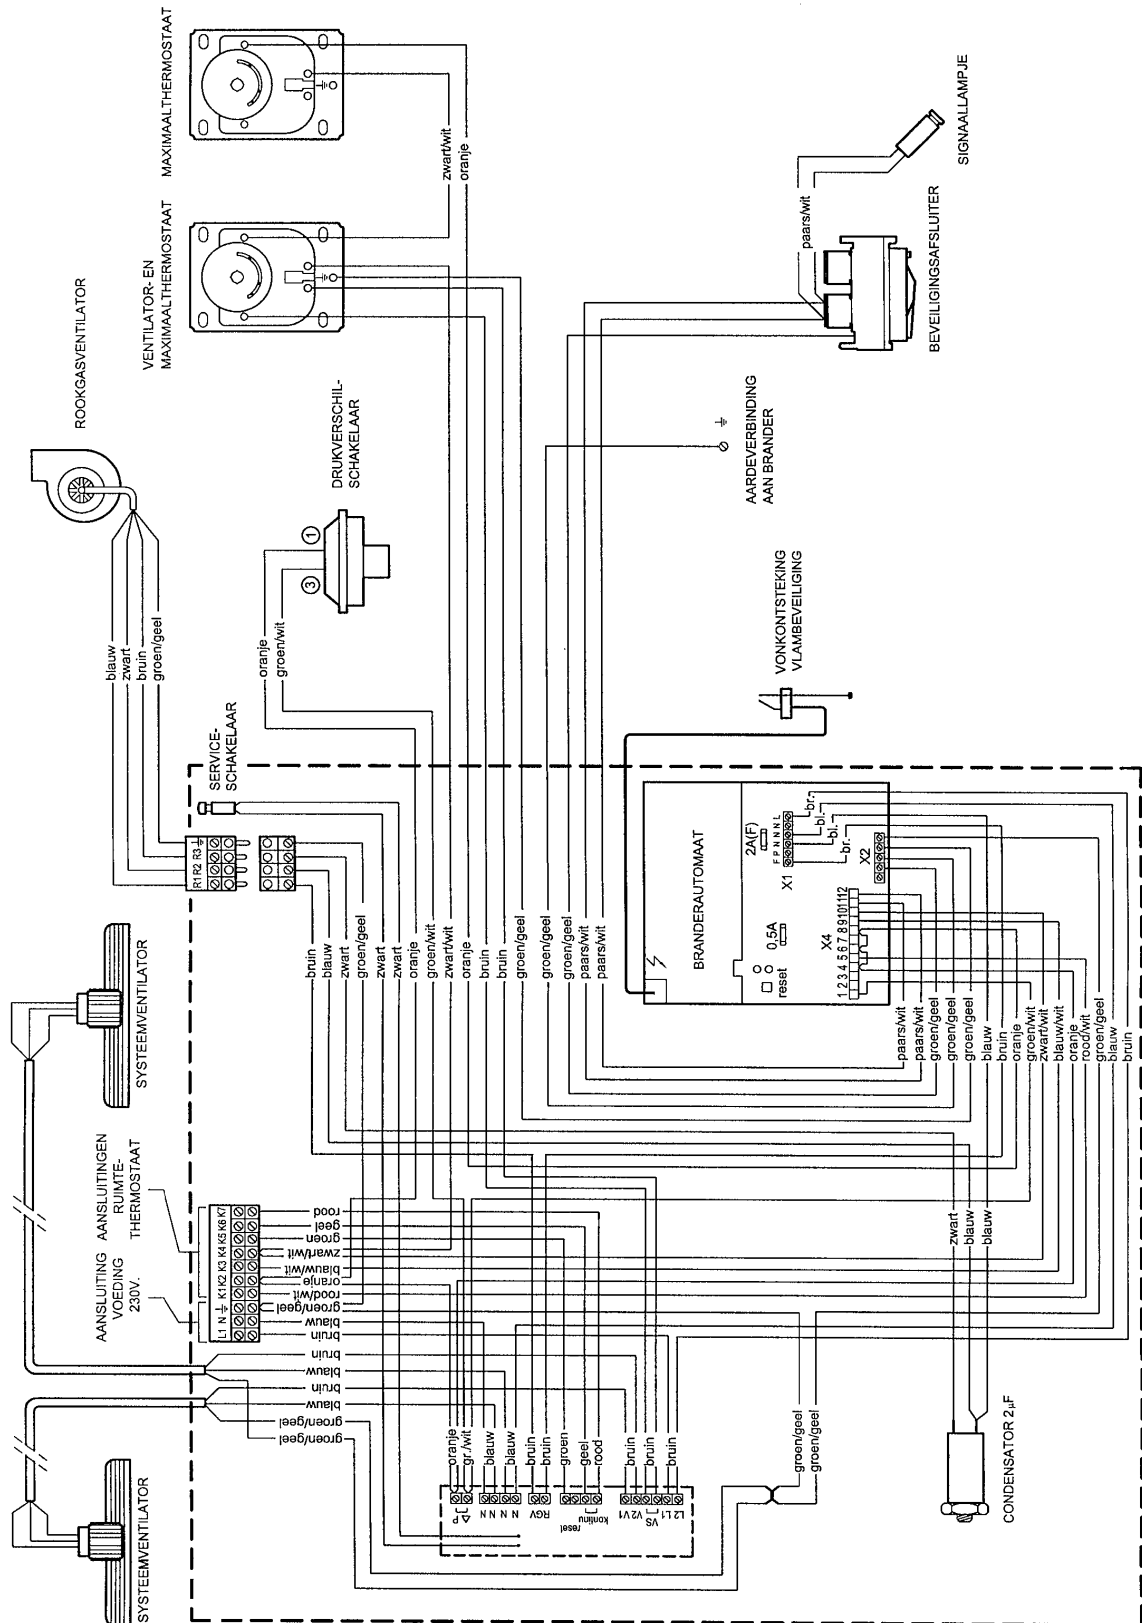 MAXIMAALTHERMOSTAAT
VENTILATOR- EN
MAXIMAALTHERMOSTAAT
ROOKGASVENTILATOR
zwart/wit
oranje
SIGNAALLAMPJE
paars/wit
BEVEILIGINGSAFSLUITER
DRUKVERSCHIL-
SCHAKELAAR
1
3
AARDEVERBINDING
AAN BRANDER
VONKONTSTEKING
VLAMBEVEILIGING
blauw
zwart
bruin
groen/geel
oranje
groen/wit
SERVICE-
SCHAKELAAR
R1 R2 R3
SYSTEEMVENTILATOR
bruin
blauw
zwart
groen/geel
zwart
zwart
oranje
groen/wit
zwart/wit
oranje
bruin
bruin
groen/geel
groen/geel
groen/geel
paars/wit
paars/wit
BRANDERAUTOMAAT
2A(F)
F P N N N L
X1
br.
bl.
bl.
br.
X2
0,5A
reset
X4
1 2 3 4 5 6 7 8 9 10 11 12
paars/wit
paars/wit
groen/geel
groen/geel
groen/geel
blauw
bruin
oranje
groen/wit
zwart/wit
blauw/wit
oranje
rood/wit
groen/geel
blauw
bruin
AANSLUITINGEN
RUIMTE-
THERMOSTAAT
AANSLUITING
VOEDING
230V.
L1 N K1 K2 K3 K4 K5 K6 K7
rood
geel
groen
zwart/wit
blauw/wit
oranje
rood/wit
groen/geel
blauw
bruin
bruin
blauw
bruin
blauw
groen/geel
groen/geel
SYSTEEMVENTILATOR
oranje
gr./wit
blauw
blauw
bruin
bruin
groen
geel
rood
bruin
bruin
bruin
Δ P
N N N N
RGV
reset
kontinu
V2 V1
VS
L2 L1
groen/geel
groen/geel
zwart
blauw
blauw
CONDENSATOR 2µF